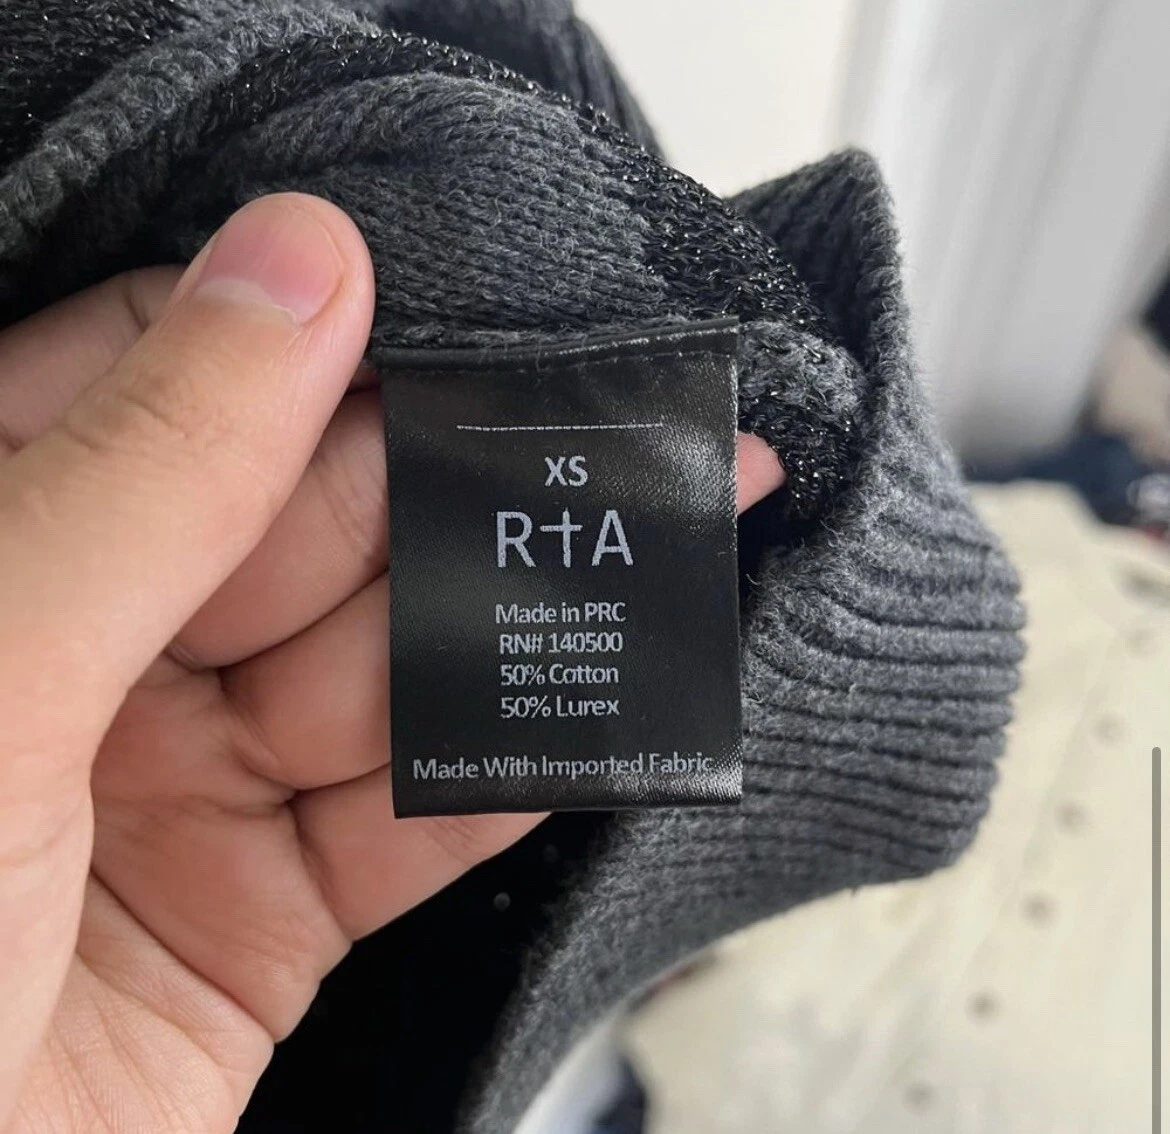 XS
R†A
Made in PRC
RN# 140500
50% Cotton
50% Lurex
Made With Imported Fabric